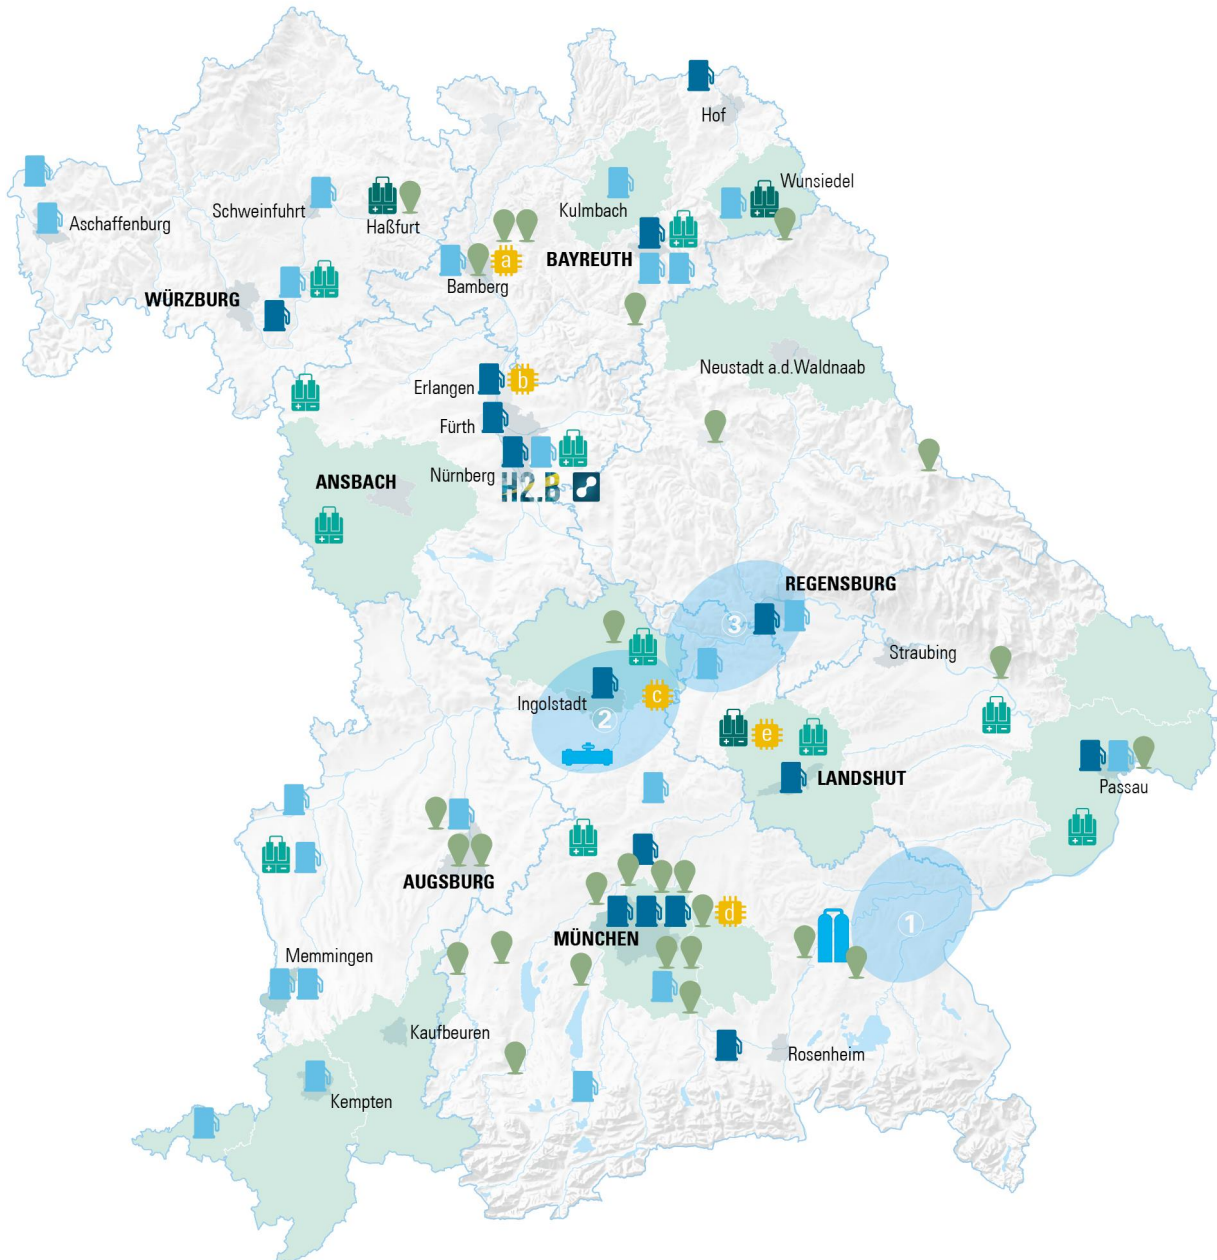 Hof
Wunsiedel
Kulmbach
Aschaffenburg
Schweinfuhrt
Haßfurt
BAYREUTH
a
Bamberg
WÜRZBURG
Neustadt a.d.Waldnaab
Erlangen
b
Fürth
Nürnberg
H2.B
ANSBACH
REGENSBURG
3
Straubing
Ingolstadt
c
2
e
LANDSHUT
Passau
AUGSBURG
MÜNCHEN
d
1
Memmingen
Kaufbeuren
Rosenheim
Kempten